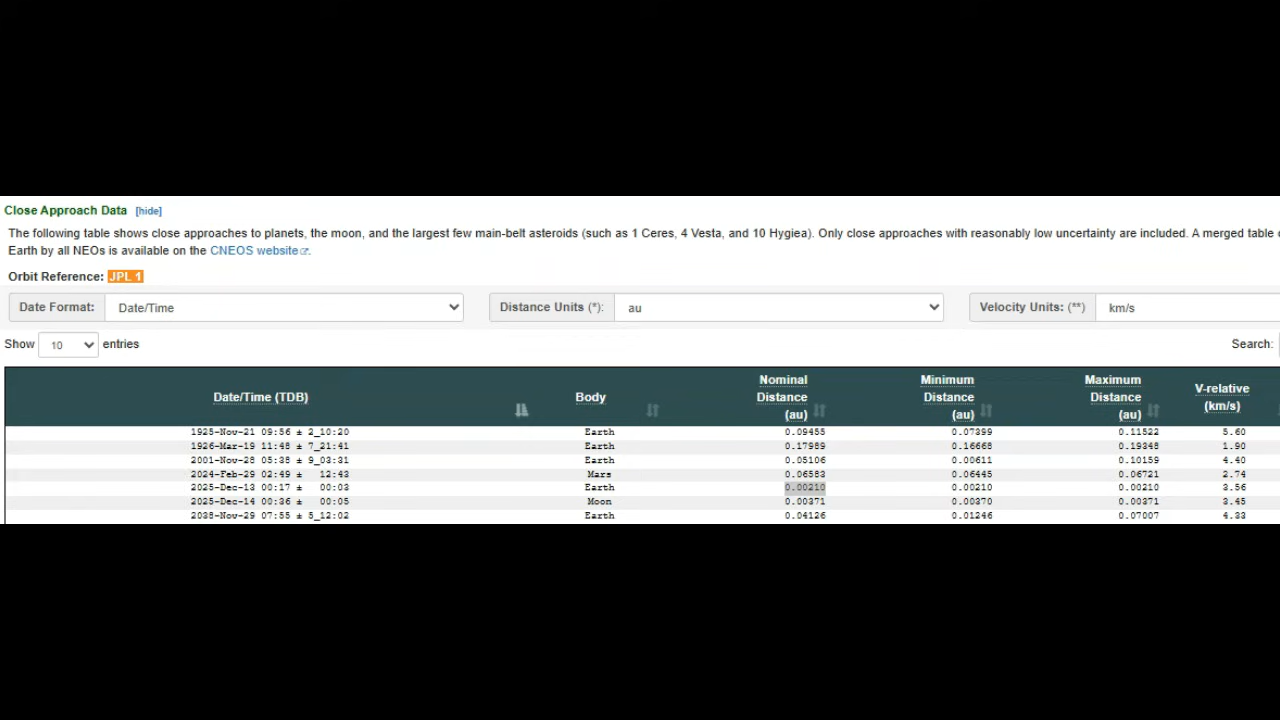 Close Approach Data [hide]
The following table shows close approaches to planets, the moon, and the largest few main-belt asteroids (such as 1 Ceres, 4 Vesta, and 10 Hygiea). Only close approaches with reasonably low uncertainty are included. A merged table
Earth by all NEOs is available on the CNEOS website.
Orbit Reference: JPL 1
Date Format: Date/Time Distance Units (*): au Velocity Units: (**) km/s
Show 10 entries Search:
Date/Time (TDB) Body Nominal Distance (au) Minimum Distance (au) Maximum Distance (au) V-relative (km/s)
1925-Nov-21 09:56 ± 2_10:20 Earth 0.09455 0.07399 0.11522 5.60
1926-Mar-19 11:48 ± 7_21:41 Earth 0.17989 0.16668 0.19348 1.90
2001-Nov-28 05:38 ± 9_03:31 Earth 0.05106 0.00611 0.10159 4.40
2024-Feb-29 02:49 ± 12:43 Mars 0.06583 0.06445 0.06721 2.74
2025-Dec-13 00:17 ± 00:03 Earth 0.00210 0.00210 0.00210 3.56
2025-Dec-14 00:36 ± 00:05 Moon 0.00371 0.00370 0.00371 3.45
2038-Nov-29 07:55 ± 5_12:02 Earth 0.04126 0.01246 0.07007 4.33